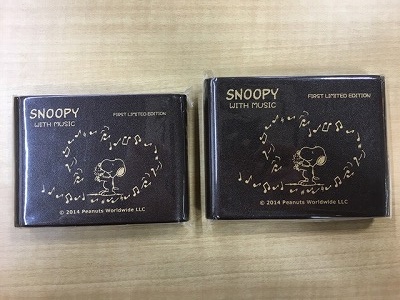 SNOOPY
WITH MUSIC
FIRST LIMITED EDITION
© 2014 Peanuts Worldwide LLC
SNOOPY
WITH MUSIC
FIRST LIMITED EDITION
© 2014 Peanuts Worldwide LLC